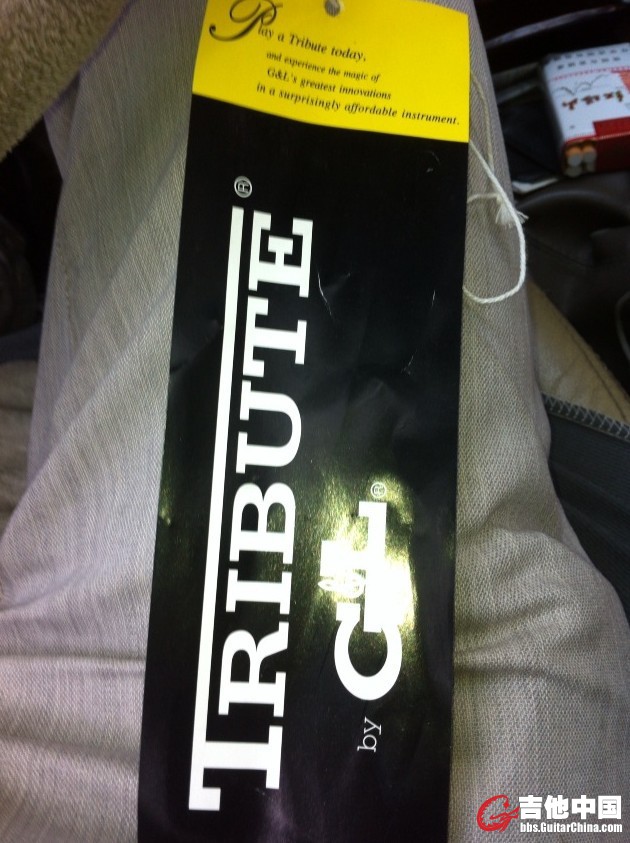 Play a Tribute today,
and experience the magic of
G&L's greatest innovations
in a surprisingly affordable instrument.
TRIBUTE®
by G&L®
吉他中国
bbs.GuitarChina.com